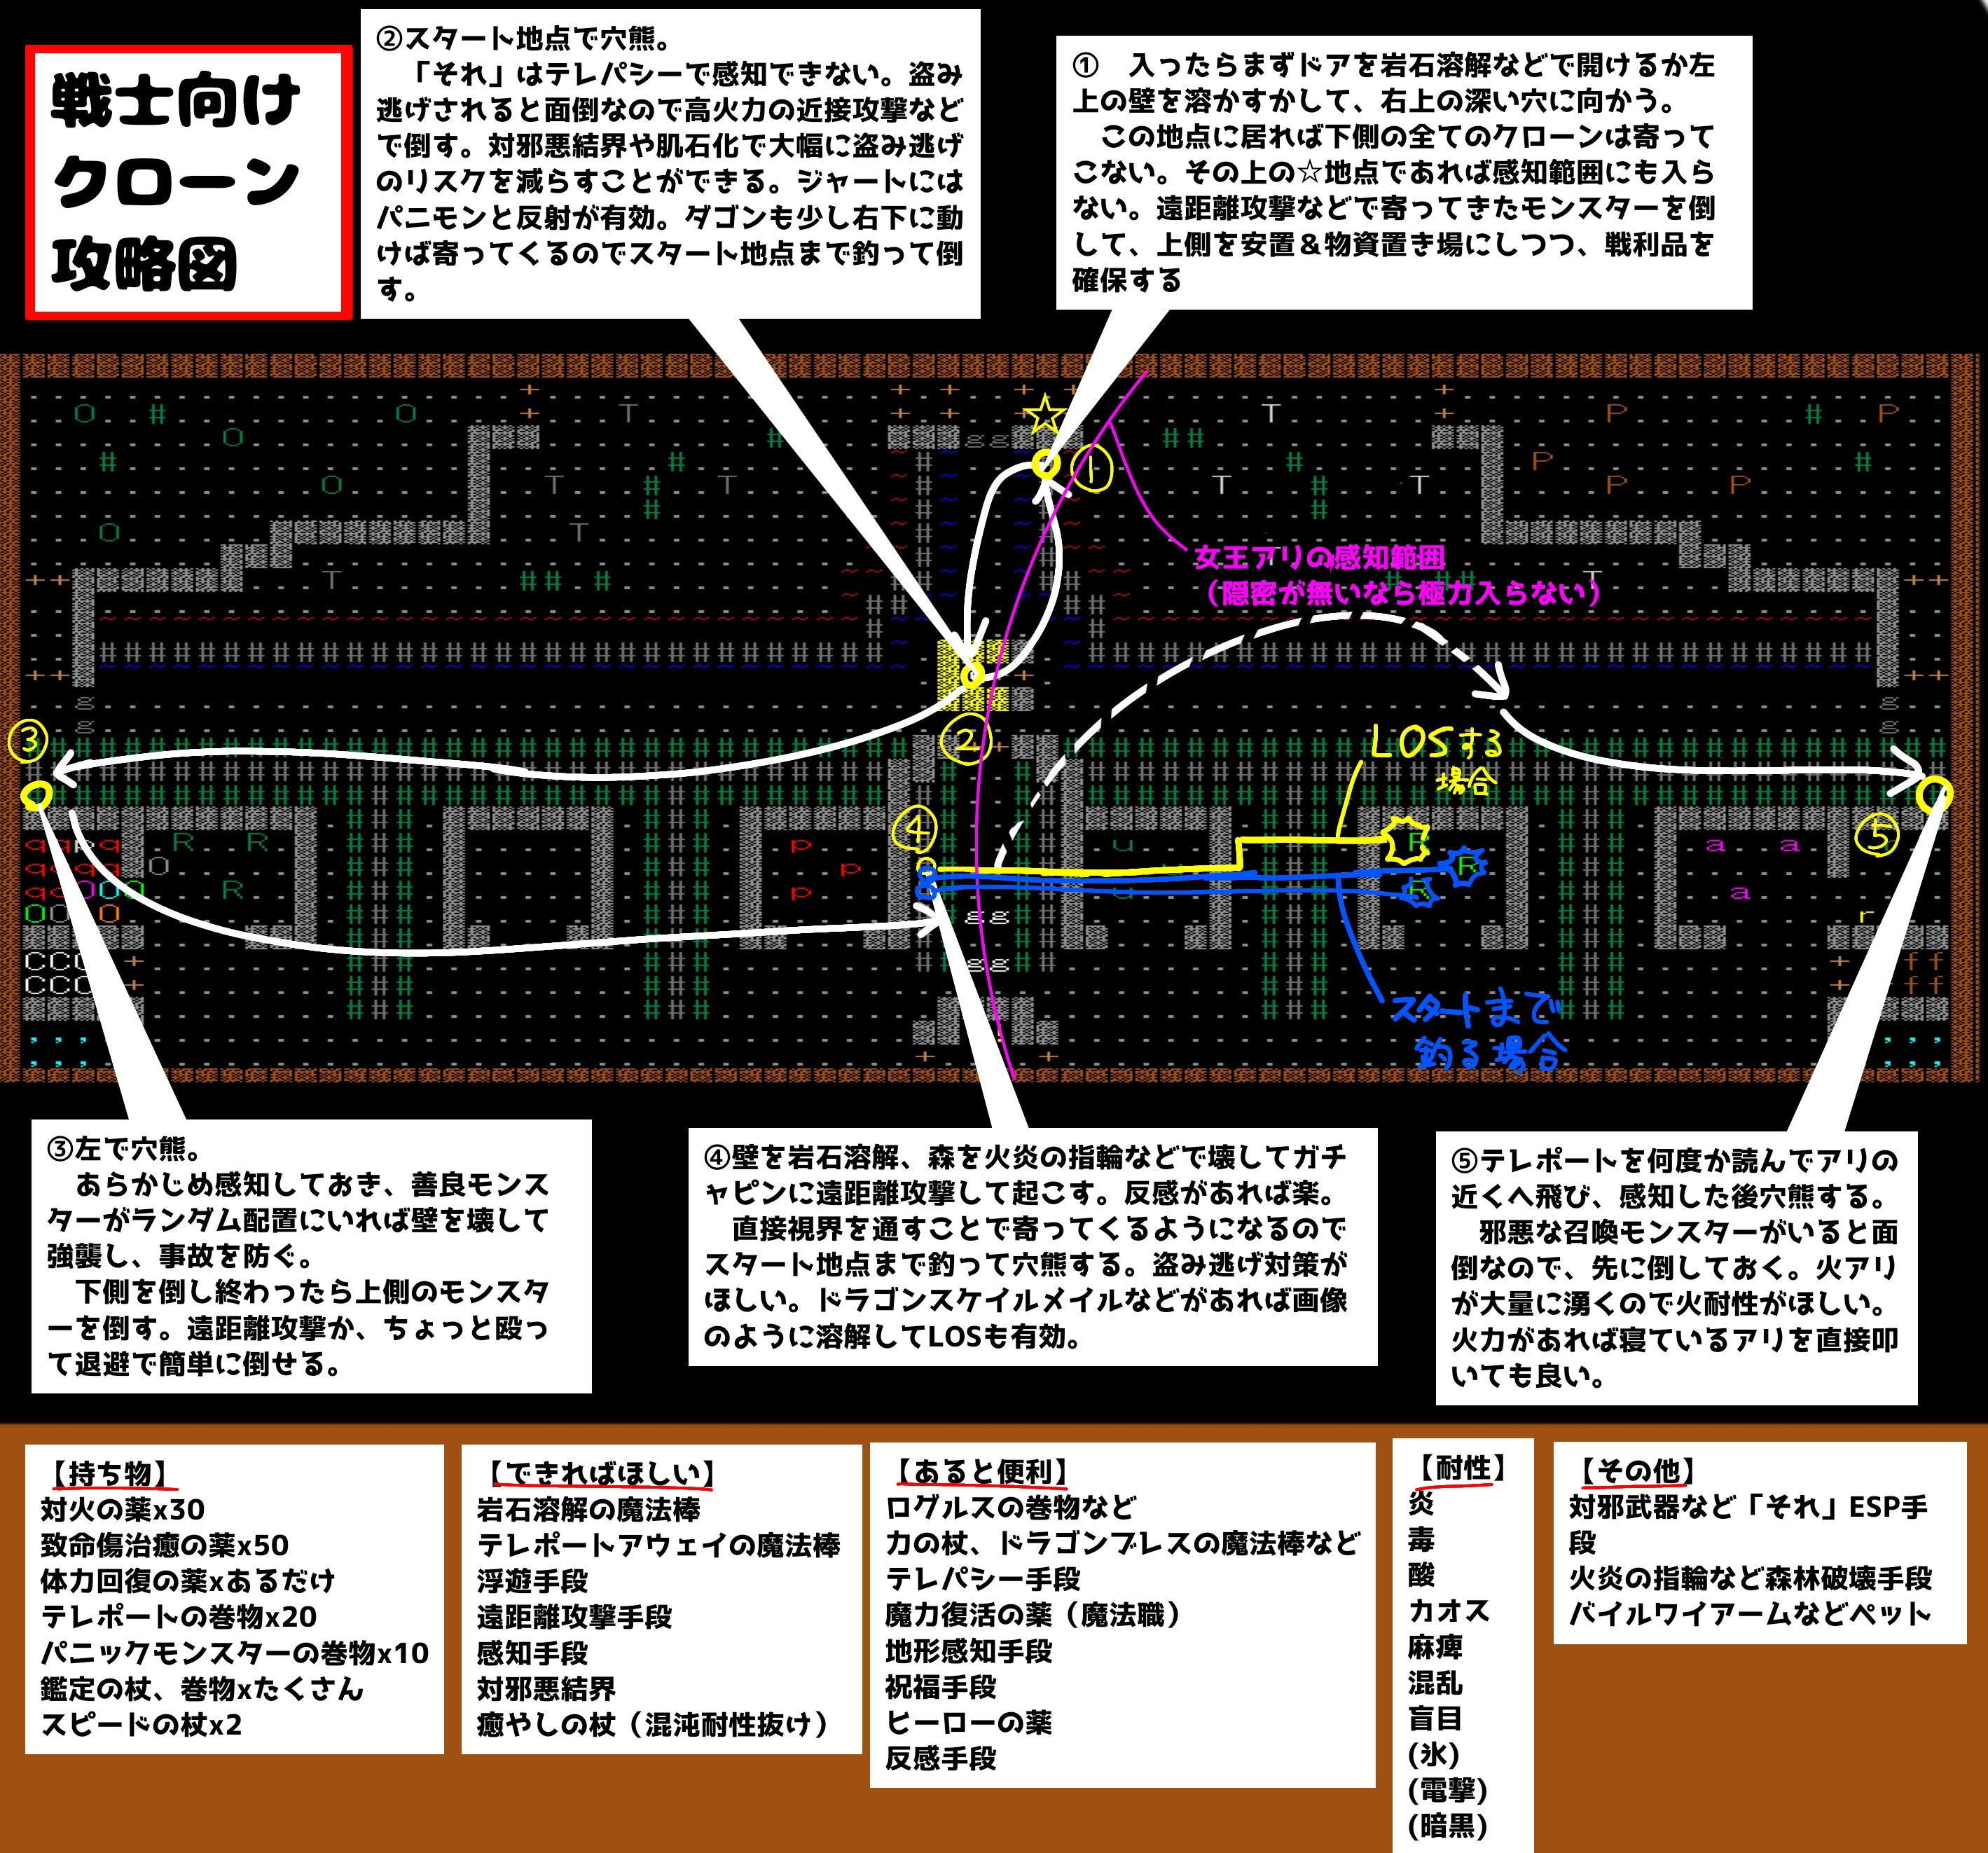 戦士向け
クローン
攻略図
②スタート地点で穴熊。
「それ」はテレパシーで感知できない。盗み
逃げされると面倒なので高火力の近接攻撃など
で倒す。対邪悪結界や肌石化で大幅に盗み逃げ
のリスクを減らすことができる。ジャートには
パニモンと反射が有効。ダゴンも少し右下に動
けば寄ってくるのでスタート地点まで釣って倒
す。
①　入ったらまずドアを岩石溶解などで開けるか左
上の壁を溶かすかして、右上の深い穴に向かう。
この地点に居れば下側の全てのクローンは寄って
こない。その上の☆地点であれば感知範囲にも入ら
ない。遠距離攻撃などで寄ってきたモンスターを倒
して、上側を安置＆物資置き場にしつつ、戦利品を
確保する
☆
①
女王アリの感知範囲
（隠密が無いなら極力入らない）
②
③
④
⑤
LOSする
場合
スタートまで
釣る場合
③左で穴熊。
あらかじめ感知しておき、善良モンス
ターがランダム配置にいれば壁を壊して
強襲し、事故を防ぐ。
下側を倒し終わったら上側のモンスタ
ーを倒す。遠距離攻撃か、ちょっと殴っ
て退避で簡単に倒せる。
④壁を岩石溶解、森を火炎の指輪などで壊してガチ
ャピンに遠距離攻撃して起こす。反感があれば楽。
直接視界を通すことで寄ってくるようになるので
スタート地点まで釣って穴熊する。盗み逃げ対策が
ほしい。ドラゴンスケイルメイルなどがあれば画像
のように溶解してLOSも有効。
⑤テレポートを何度か読んでアリの
近くへ飛び、感知した後穴熊する。
邪悪な召喚モンスターがいると面
倒なので、先に倒しておく。火アリ
が大量に湧くので火耐性がほしい。
火力があれば寝ているアリを直接叩
いても良い。
【持ち物】
対火の薬x30
致命傷治癒の薬x50
体力回復の薬xあるだけ
テレポートの巻物x20
パニックモンスターの巻物x10
鑑定の杖、巻物xたくさん
スピードの杖x2
【できればほしい】
岩石溶解の魔法棒
テレポートアウェイの魔法棒
浮遊手段
遠距離攻撃手段
感知手段
対邪悪結界
癒やしの杖（混沌耐性抜け）
【あると便利】
ログルスの巻物など
力の杖、ドラゴンブレスの魔法棒など
テレパシー手段
魔力復活の薬（魔法職）
地形感知手段
祝福手段
ヒーローの薬
反感手段
【耐性】
炎
毒
酸
カオス
麻痺
混乱
盲目
(氷)
(電撃)
(暗黒)
【その他】
対邪武器など「それ」ESP手
段
火炎の指輪など森林破壊手段
バイルワイアームなどペット